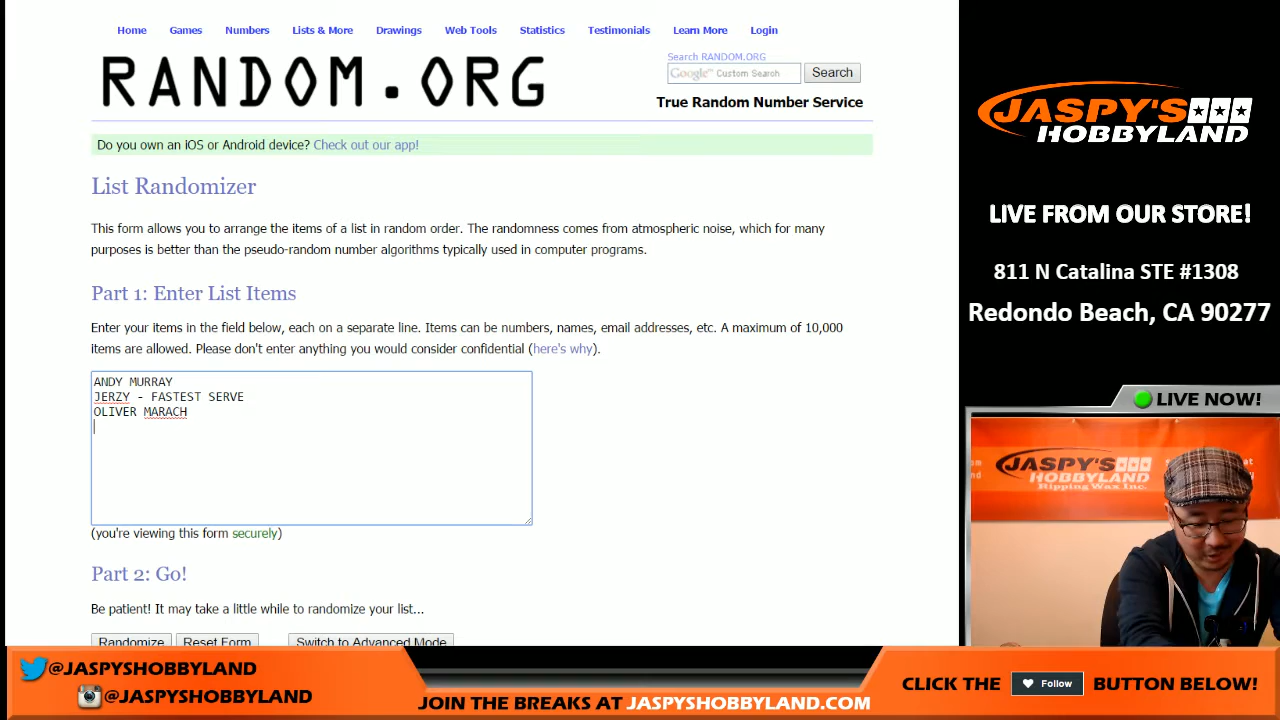 Home Games Numbers Lists & More Drawings Web Tools Statistics Testimonials Learn More Login
RANDOM.ORG
Search RANDOM.ORG
Google™ Custom Search
Search
True Random Number Service
Do you own an iOS or Android device? Check out our app!
List Randomizer
This form allows you to arrange the items of a list in random order. The randomness comes from atmospheric noise, which for many
purposes is better than the pseudo-random number algorithms typically used in computer programs.
Part 1: Enter List Items
Enter your items in the field below, each on a separate line. Items can be numbers, names, email addresses, etc. A maximum of 10,000
items are allowed. Please don't enter anything you would consider confidential (here's why).
ANDY MURRAY
JERZY - FASTEST SERVE
OLIVER MARACH
(you're viewing this form securely)
Part 2: Go!
Be patient! It may take a little while to randomize your list...
Randomize Reset Form Switch to Advanced Mode
JASPY'S
HOBBYLAND
LIVE FROM OUR STORE!
811 N Catalina STE #1308
Redondo Beach, CA 90277
LIVE NOW!
JASPY'S
HOBBYLAND
Ripping Wax Inc.
@JASPYSHOBBYLAND
@JASPYSHOBBYLAND
JOIN THE BREAKS AT JASPYSHOBBYLAND.COM
CLICK THE Follow BUTTON BELOW!